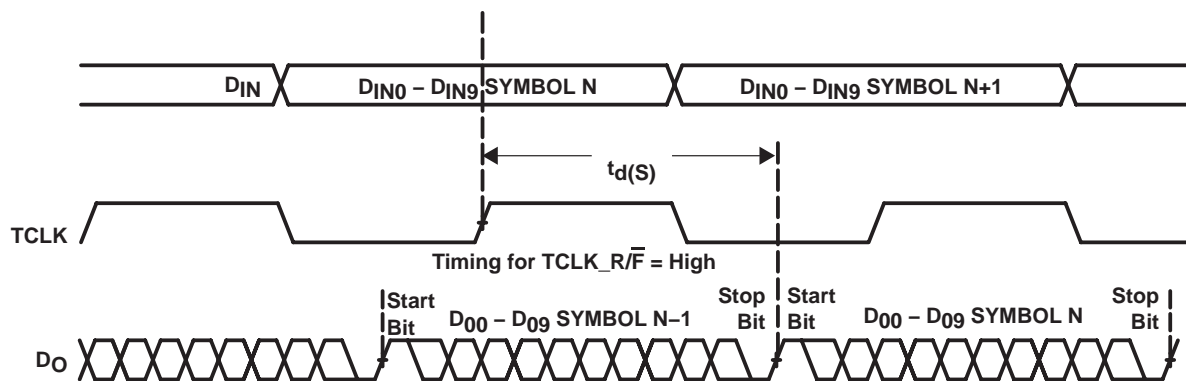 DIN
DIN0 – DIN9 SYMBOL N
DIN0 – DIN9 SYMBOL N+1
td(S)
TCLK
Timing for TCLK_R/F̅ = High
Start
Bit
D00 – D09 SYMBOL N–1
Stop
Bit
Start
Bit
D00 – D09 SYMBOL N
Stop
Bit
DO